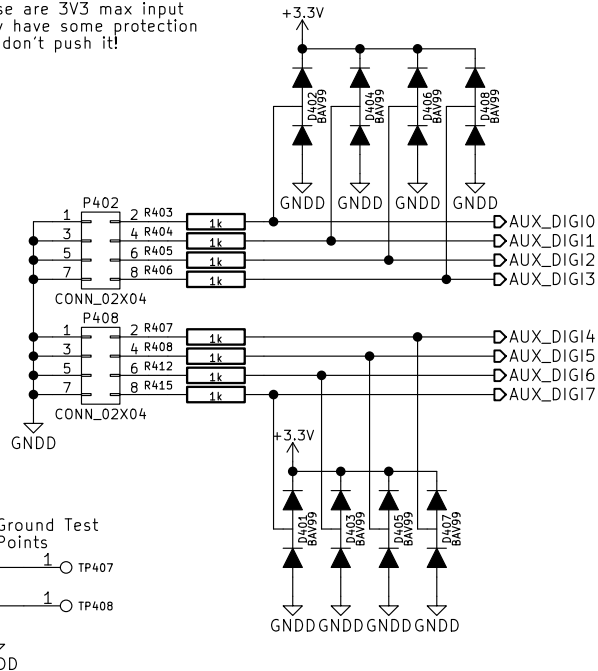 se are 3V3 max input
y have some protection
don't push it!
+3.3V
D402
BAV99
D404
BAV99
D406
BAV99
D408
BAV99
GNDD GNDD GNDD GNDD
P402
1 2 R403 1k AUX_DIGI0
3 4 R404 1k AUX_DIGI1
5 6 R405 1k AUX_DIGI2
7 8 R406 1k AUX_DIGI3
CONN_02X04
P408
1 2 R407 1k AUX_DIGI4
3 4 R408 1k AUX_DIGI5
5 6 R412 1k AUX_DIGI6
7 8 R415 1k AUX_DIGI7
CONN_02X04
GNDD
+3.3V
D401
BAV99
D403
BAV99
D405
BAV99
D407
BAV99
GNDD GNDD GNDD GNDD
Ground Test
Points
1 TP407
1 TP408
DD